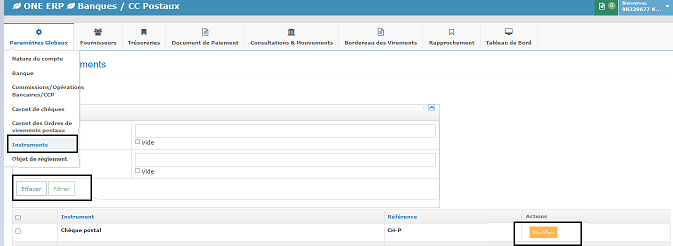 ONE ERP Banques / CC Postaux
Bienvenue
98229677 K...
Paramètres Globaux
Fournisseurs
Trésoreries
Document de Paiement
Consultations & Mouvements
Bordereau des Virements
Rapprochement
Tableau de Bord
Nature du compte
Banque
Commissions/Opérations
Bancaires/CCP
Carnet de chèques
Carnet des Ordres de
virements postaux
Instruments
Objet de règlement
ments
Vide
Vide
Effacer
Filtrer
Instrument
Référence
Actions
Chèque postal
CH-P
Modifier